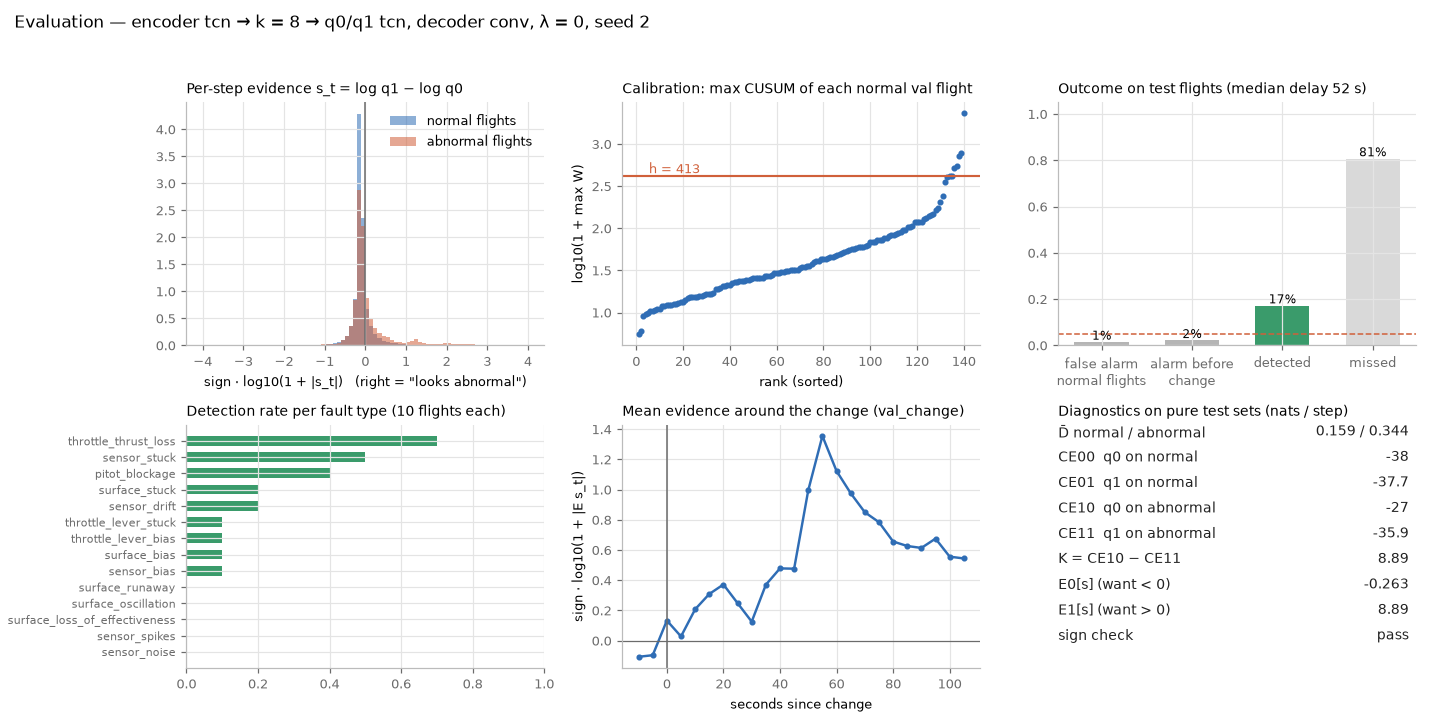 Evaluation — encoder tcn → k = 8 → q0/q1 tcn, decoder conv, λ = 0, seed 2
Per-step evidence s_t = log q1 − log q0
normal flights
abnormal flights
4.0
3.5
3.0
2.5
2.0
1.5
1.0
0.5
0.0
−4
−3
−2
−1
0
1
2
3
4
sign · log10(1 + |s_t|) (right = "looks abnormal")
Calibration: max CUSUM of each normal val flight
h = 413
log10(1 + max W)
3.0
2.5
2.0
1.5
1.0
0
20
40
60
80
100
120
140
rank (sorted)
Outcome on test flights (median delay 52 s)
1.0
0.8
0.6
0.4
0.2
0.0
1%
2%
17%
81%
false alarm
normal flights
alarm before
change
detected
missed
Detection rate per fault type (10 flights each)
throttle_thrust_loss
sensor_stuck
pitot_blockage
surface_stuck
sensor_drift
throttle_lever_stuck
throttle_lever_bias
surface_bias
sensor_bias
surface_runaway
surface_oscillation
surface_loss_of_effectiveness
sensor_spikes
sensor_noise
0.0
0.2
0.4
0.6
0.8
1.0
Mean evidence around the change (val_change)
sign · log10(1 + |E s_t|)
1.4
1.2
1.0
0.8
0.6
0.4
0.2
0.0
0
20
40
60
80
100
seconds since change
Diagnostics on pure test sets (nats / step)
D̄ normal / abnormal 0.159 / 0.344
CE00 q0 on normal -38
CE01 q1 on normal -37.7
CE10 q0 on abnormal -27
CE11 q1 on abnormal -35.9
K = CE10 − CE11 8.89
E0[s] (want < 0) -0.263
E1[s] (want > 0) 8.89
sign check pass